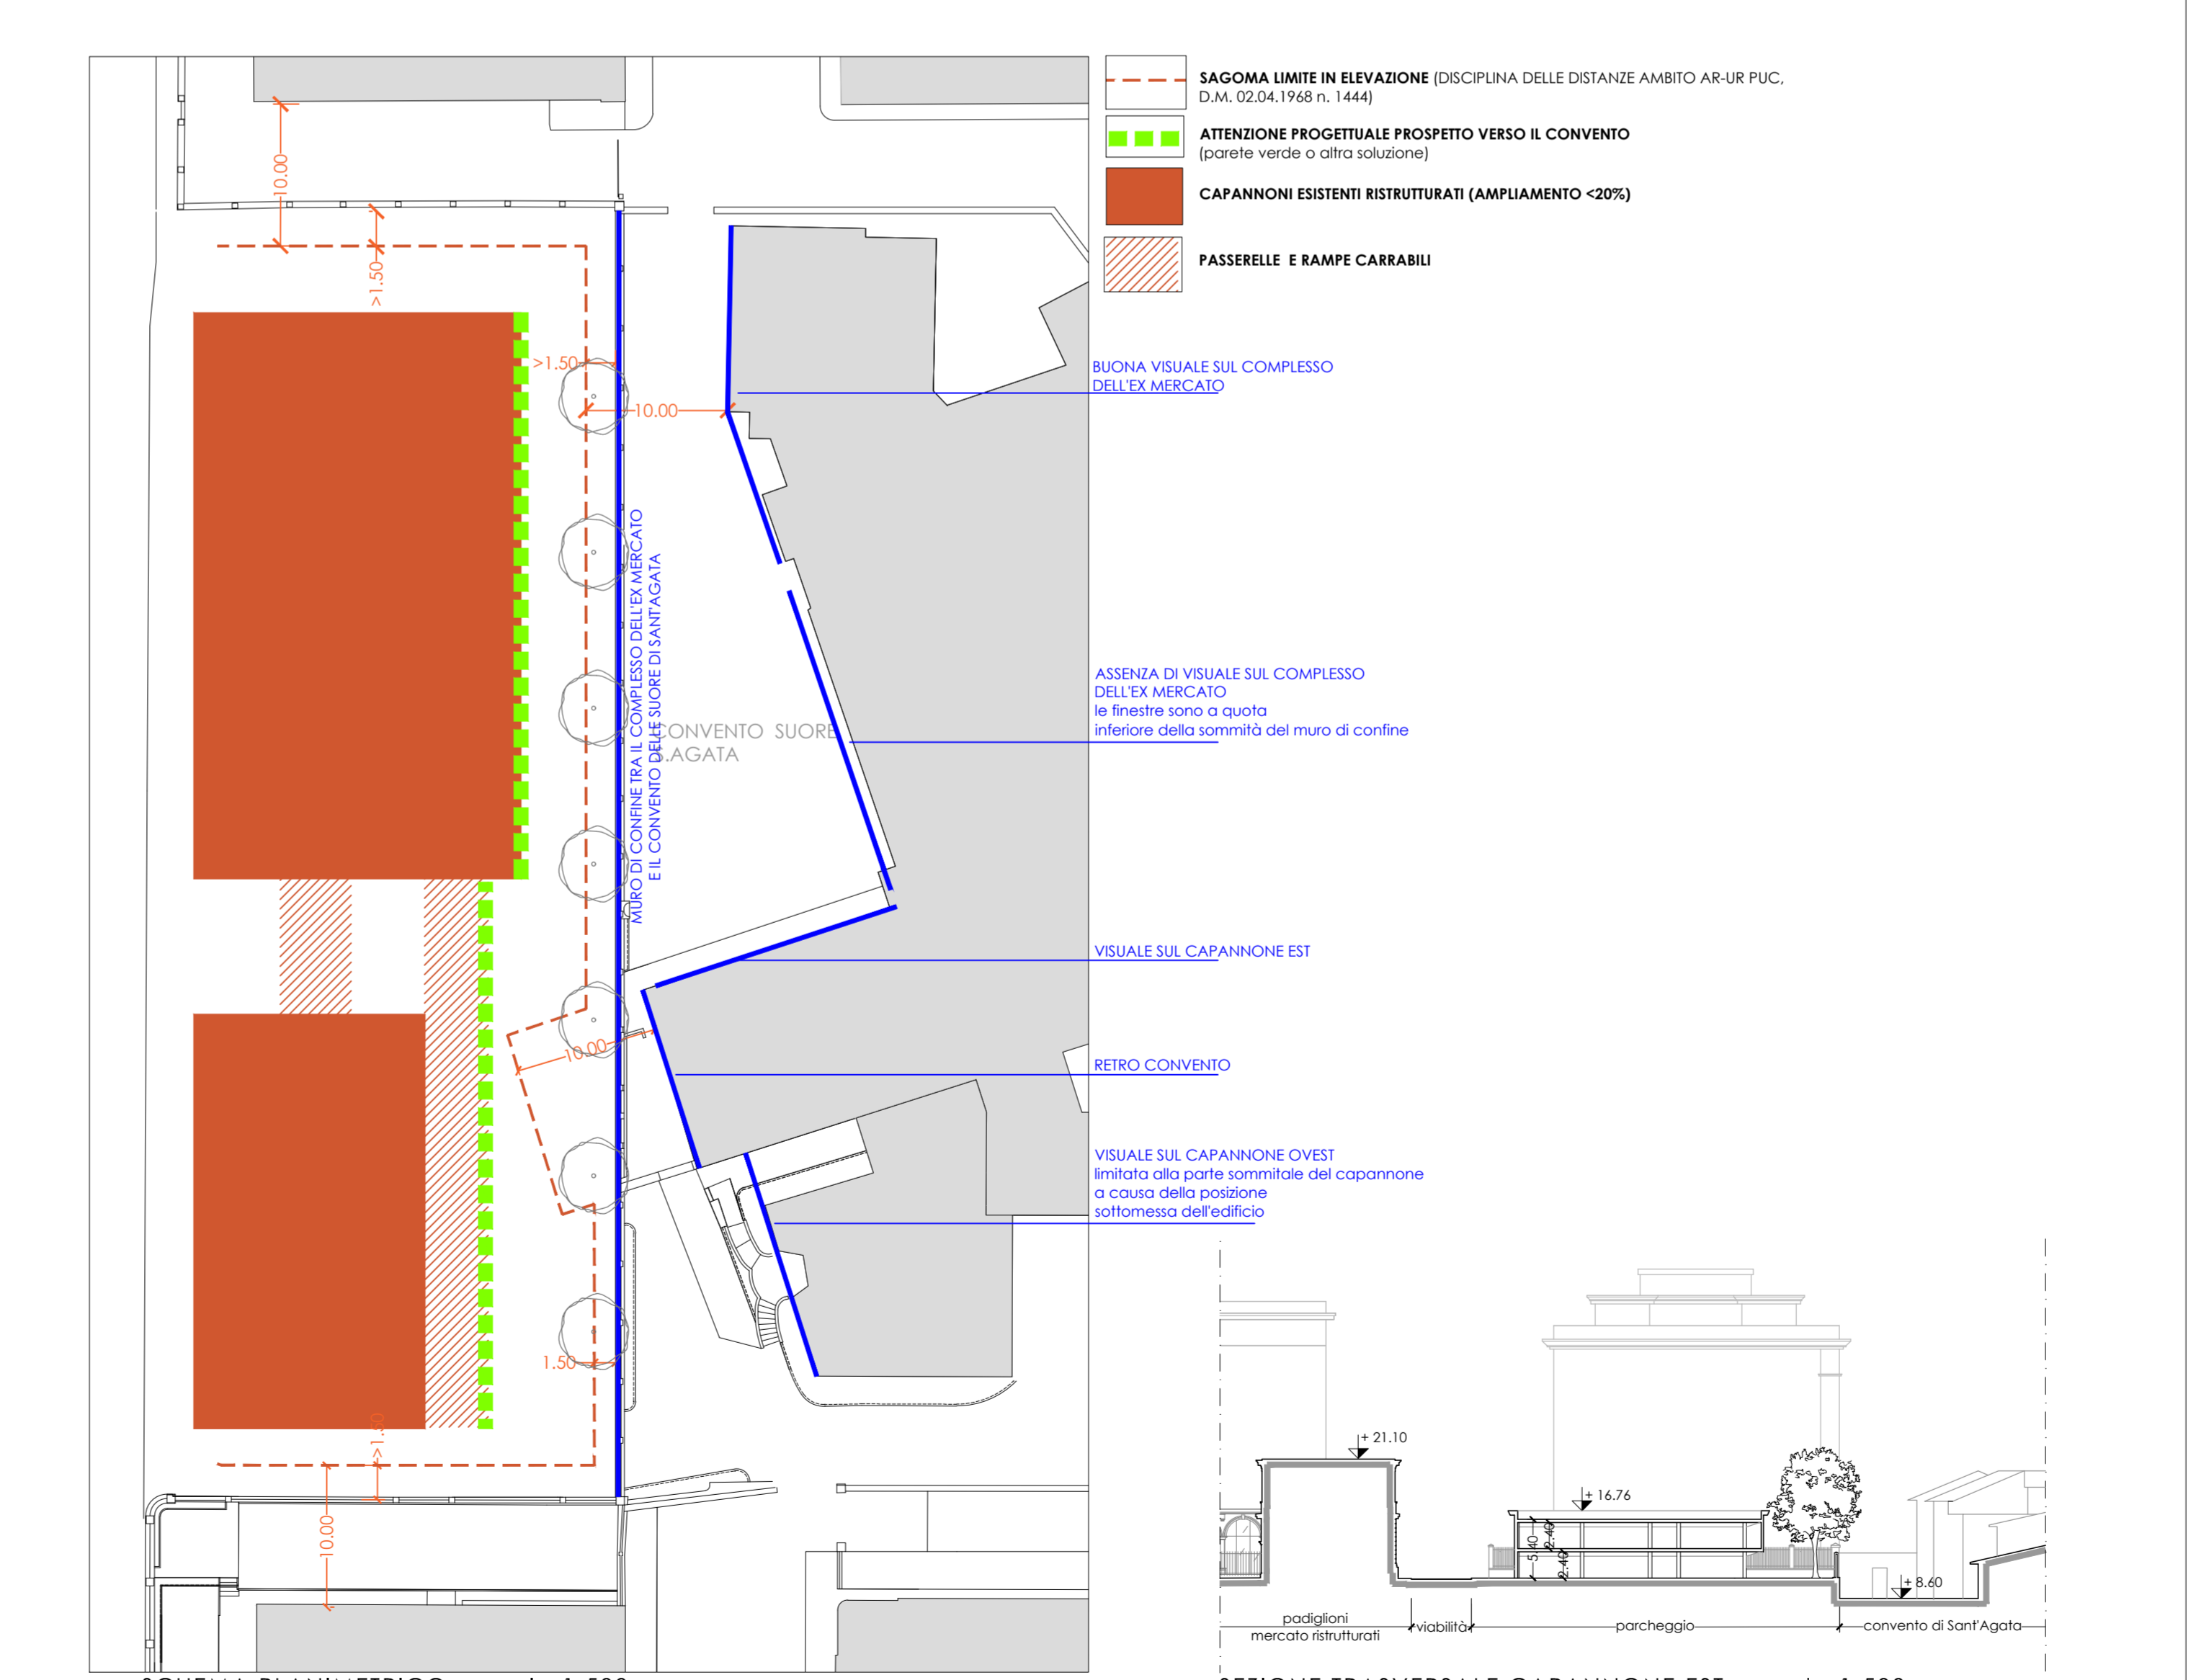 SAGOMA LIMITE IN ELEVAZIONE (DISCIPLINA DELLE DISTANZE AMBITO AR-UR PUC,
D.M. 02.04.1968 n. 1444)
ATTENZIONE PROGETTUALE PROSPETTO VERSO IL CONVENTO
(parete verde o altra soluzione)
CAPANNONI ESISTENTI RISTRUTTURATI (AMPLIAMENTO <20%)
PASSERELLE E RAMPE CARRABILI
10.00
>1.50
>1.50
10.00
BUONA VISUALE SUL COMPLESSO
DELL'EX MERCATO
MURO DI CONFINE TRA IL COMPLESSO DELL'EX MERCATO
E IL CONVENTO DELLE SUORE DI SANT'AGATA
CONVENTO SUORE
S.AGATA
ASSENZA DI VISUALE SUL COMPLESSO
DELL'EX MERCATO
le finestre sono a quota
inferiore della sommità del muro di confine
VISUALE SUL CAPANNONE EST
10.00
RETRO CONVENTO
VISUALE SUL CAPANNONE OVEST
limitata alla parte sommitale del capannone
a causa della posizione
sottomessa dell'edificio
1.50
>1.50
10.00
+ 21.10
+ 16.76
5.40
2.40
2.40
+ 8.60
padiglioni
mercato ristrutturati
viabilità
parcheggio
convento di Sant'Agata